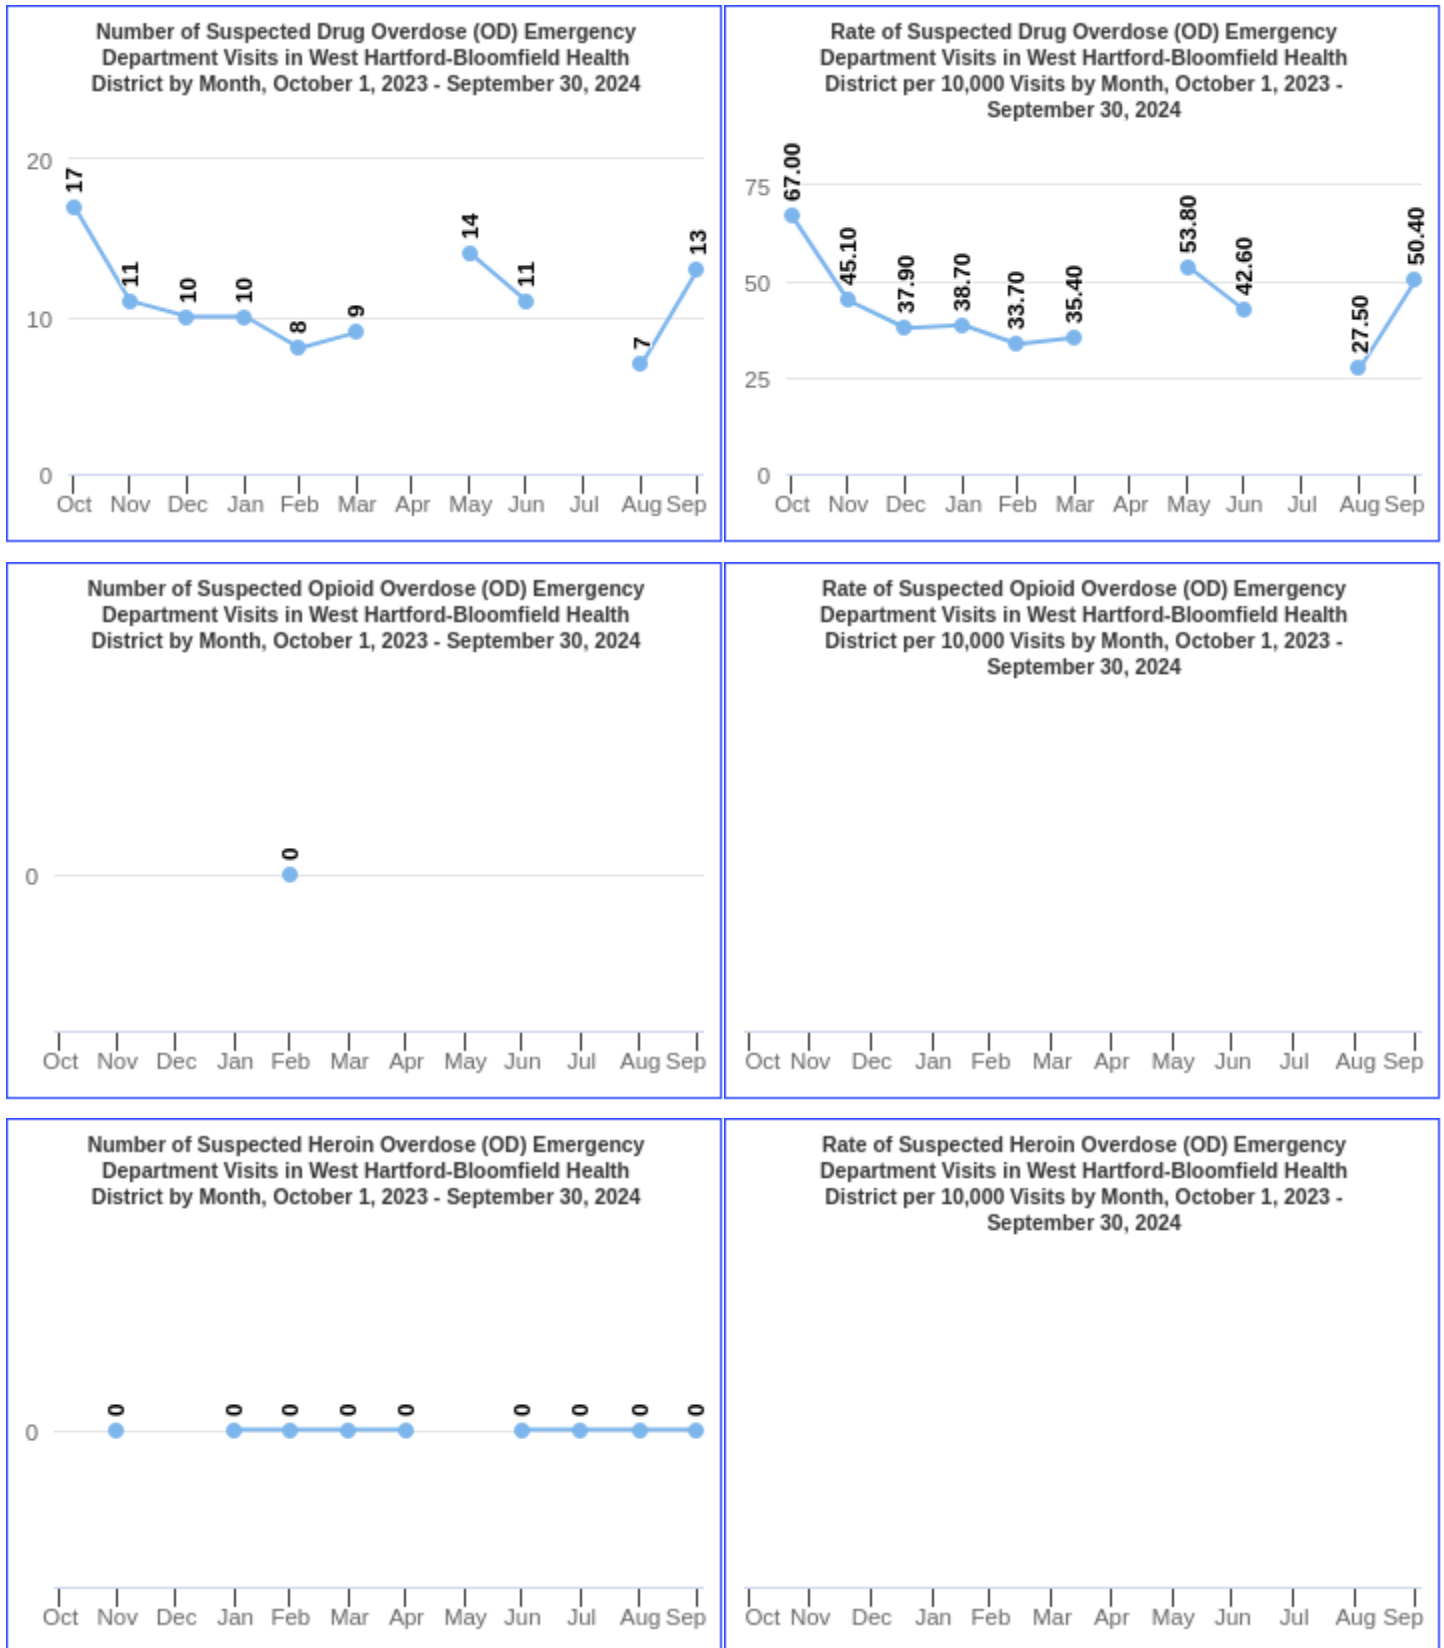 Number of Suspected Drug Overdose (OD) Emergency
Department Visits in West Hartford-Bloomfield Health
District by Month, October 1, 2023 - September 30, 2024
20
10
0
17
11
10
10
8
9
14
11
7
13
Oct Nov Dec Jan Feb Mar Apr May Jun Jul Aug Sep
Rate of Suspected Drug Overdose (OD) Emergency
Department Visits in West Hartford-Bloomfield Health
District per 10,000 Visits by Month, October 1, 2023 -
September 30, 2024
75
50
25
0
67.00
45.10
37.90
38.70
33.70
35.40
53.80
42.60
27.50
50.40
Oct Nov Dec Jan Feb Mar Apr May Jun Jul Aug Sep
Number of Suspected Opioid Overdose (OD) Emergency
Department Visits in West Hartford-Bloomfield Health
District by Month, October 1, 2023 - September 30, 2024
0
0
Oct Nov Dec Jan Feb Mar Apr May Jun Jul Aug Sep
Rate of Suspected Opioid Overdose (OD) Emergency
Department Visits in West Hartford-Bloomfield Health
District per 10,000 Visits by Month, October 1, 2023 -
September 30, 2024
Oct Nov Dec Jan Feb Mar Apr May Jun Jul Aug Sep
Number of Suspected Heroin Overdose (OD) Emergency
Department Visits in West Hartford-Bloomfield Health
District by Month, October 1, 2023 - September 30, 2024
0
0
0
0
0
0
0
0
0
0
Oct Nov Dec Jan Feb Mar Apr May Jun Jul Aug Sep
Rate of Suspected Heroin Overdose (OD) Emergency
Department Visits in West Hartford-Bloomfield Health
District per 10,000 Visits by Month, October 1, 2023 -
September 30, 2024
Oct Nov Dec Jan Feb Mar Apr May Jun Jul Aug Sep